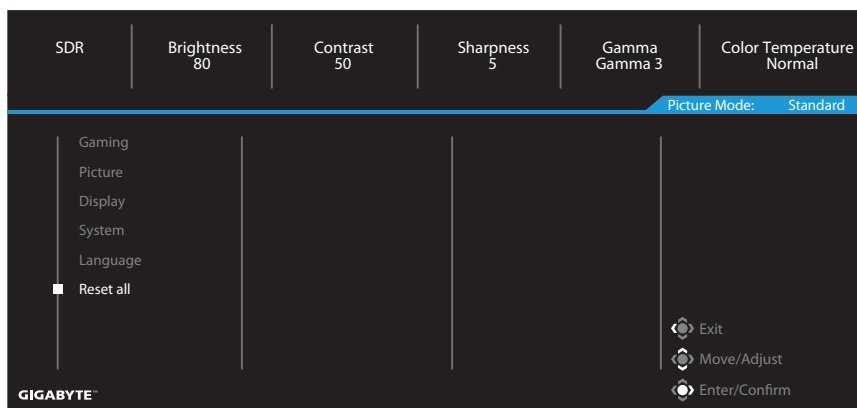 SDR
Brightness
80
Contrast
50
Sharpness
5
Gamma
Gamma 3
Color Temperature
Normal
Picture Mode: Standard
Gaming
Picture
Display
System
Language
Reset all
Exit
Move/Adjust
Enter/Confirm
GIGABYTE™